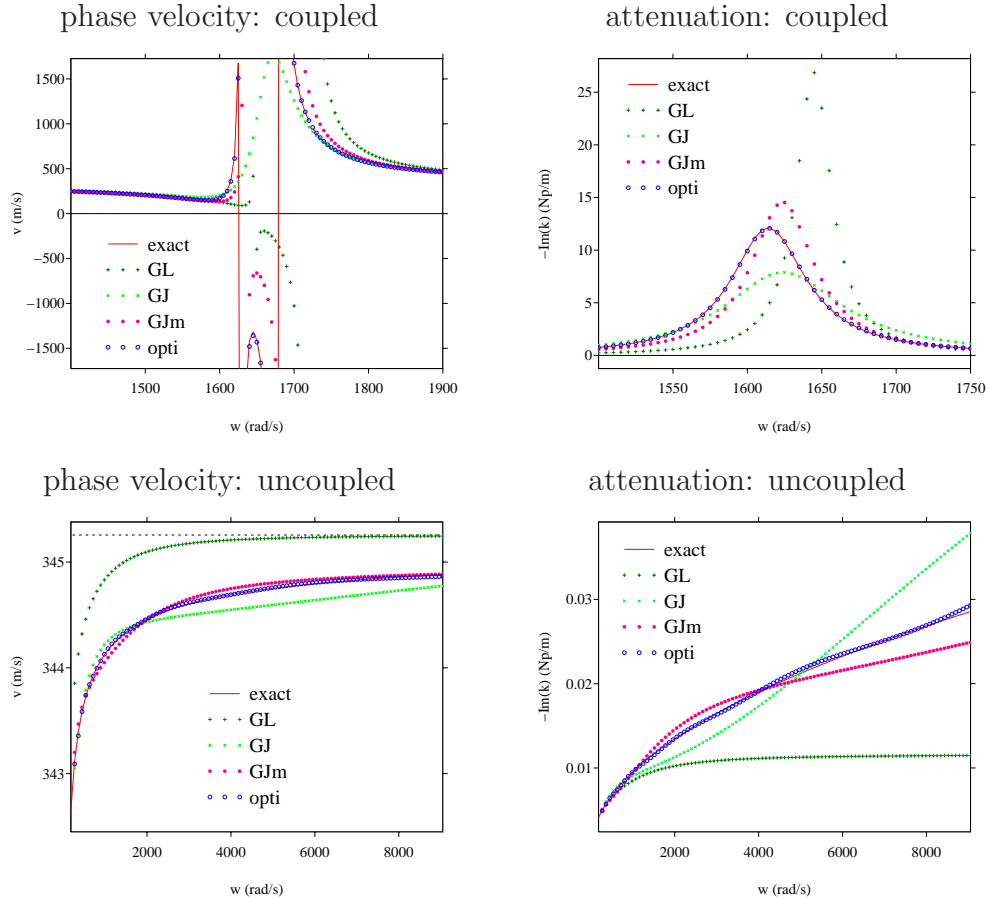 phase velocity: coupled
1500
1000
500
0
−500
−1000
−1500
v (m/s)
exact
GL
GJ
GJm
opti
1500 1600 1700 1800 1900
w (rad/s)
attenuation: coupled
25
20
15
10
5
0
−Im(k) (Np/m)
exact
GL
GJ
GJm
opti
1550 1600 1650 1700 1750
w (rad/s)
phase velocity: uncoupled
345
344
343
v (m/s)
exact
GL
GJ
GJm
opti
2000 4000 6000 8000
w (rad/s)
attenuation: uncoupled
0.03
0.02
0.01
−Im(k) (Np/m)
exact
GL
GJ
GJm
opti
2000 4000 6000 8000
w (rad/s)